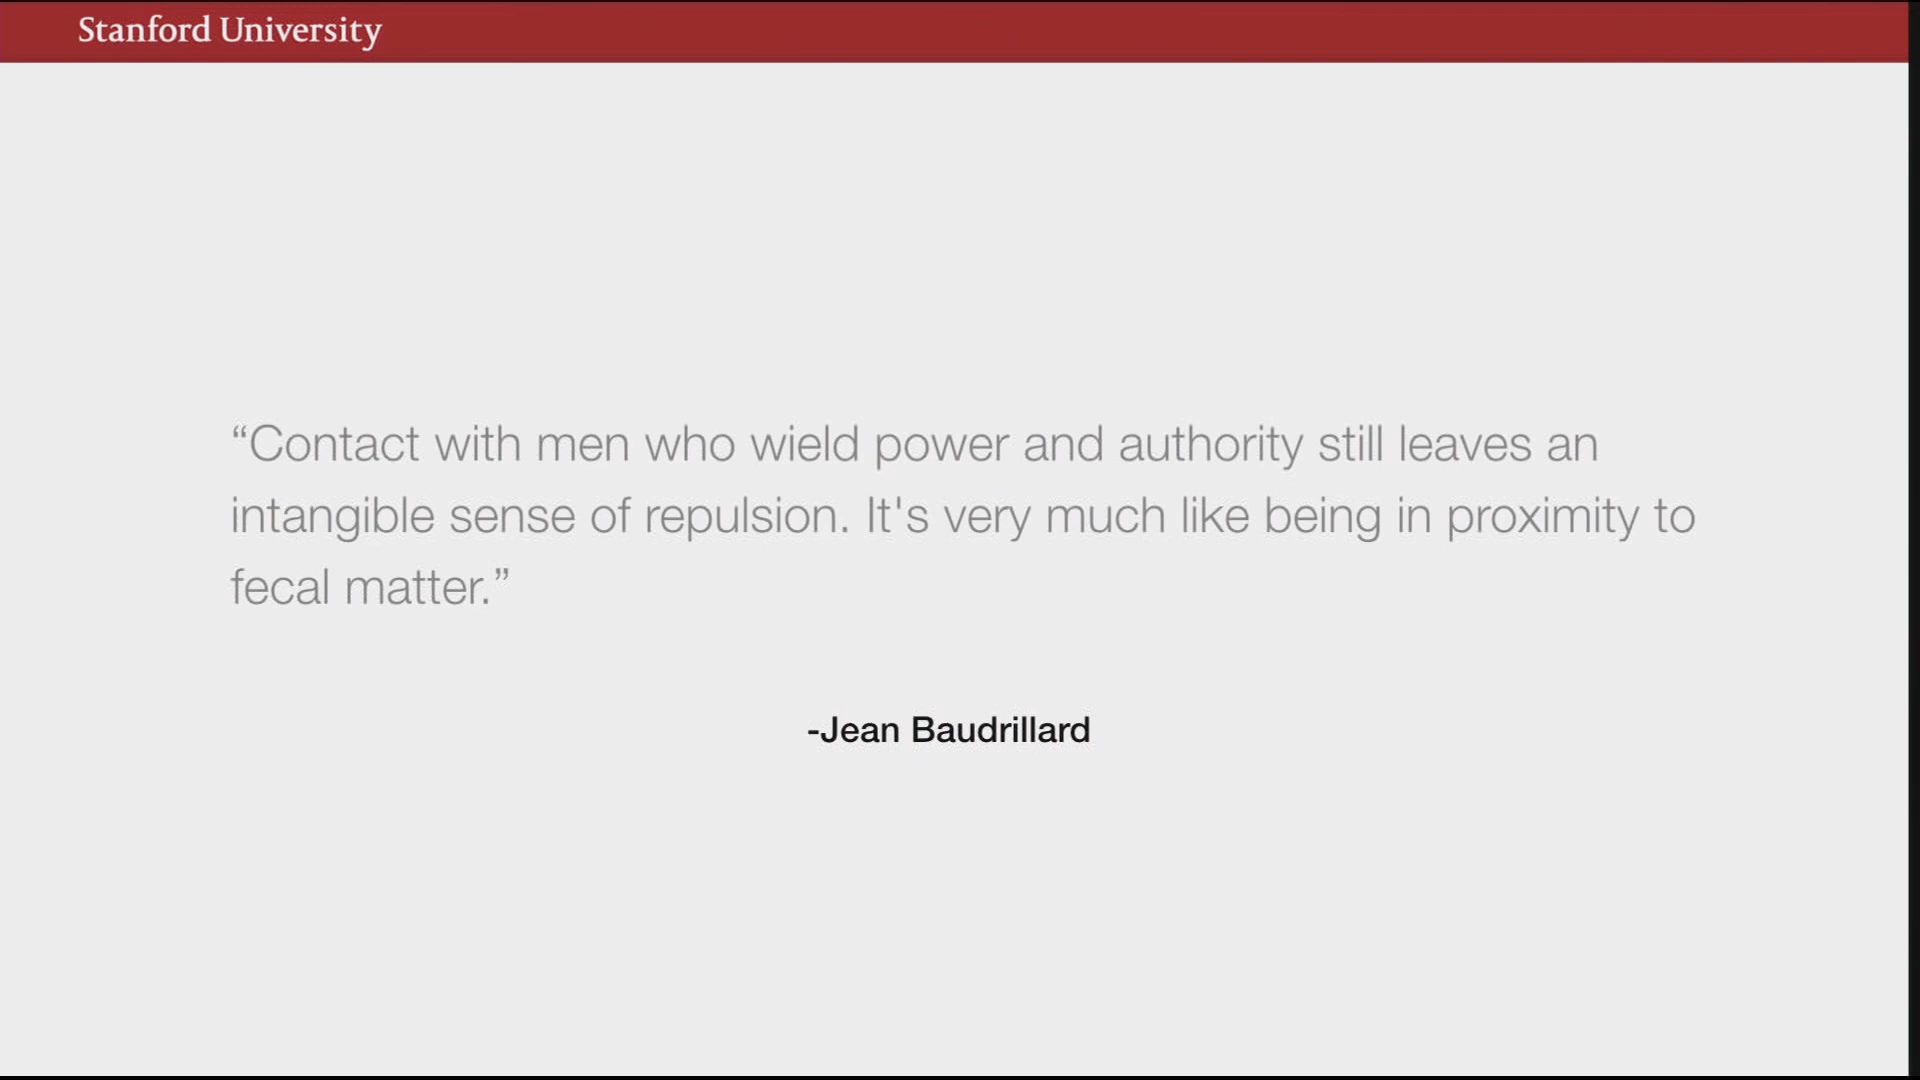 Stanford University
“Contact with men who wield power and authority still leaves an
intangible sense of repulsion. It's very much like being in proximity to
fecal matter.”
-Jean Baudrillard